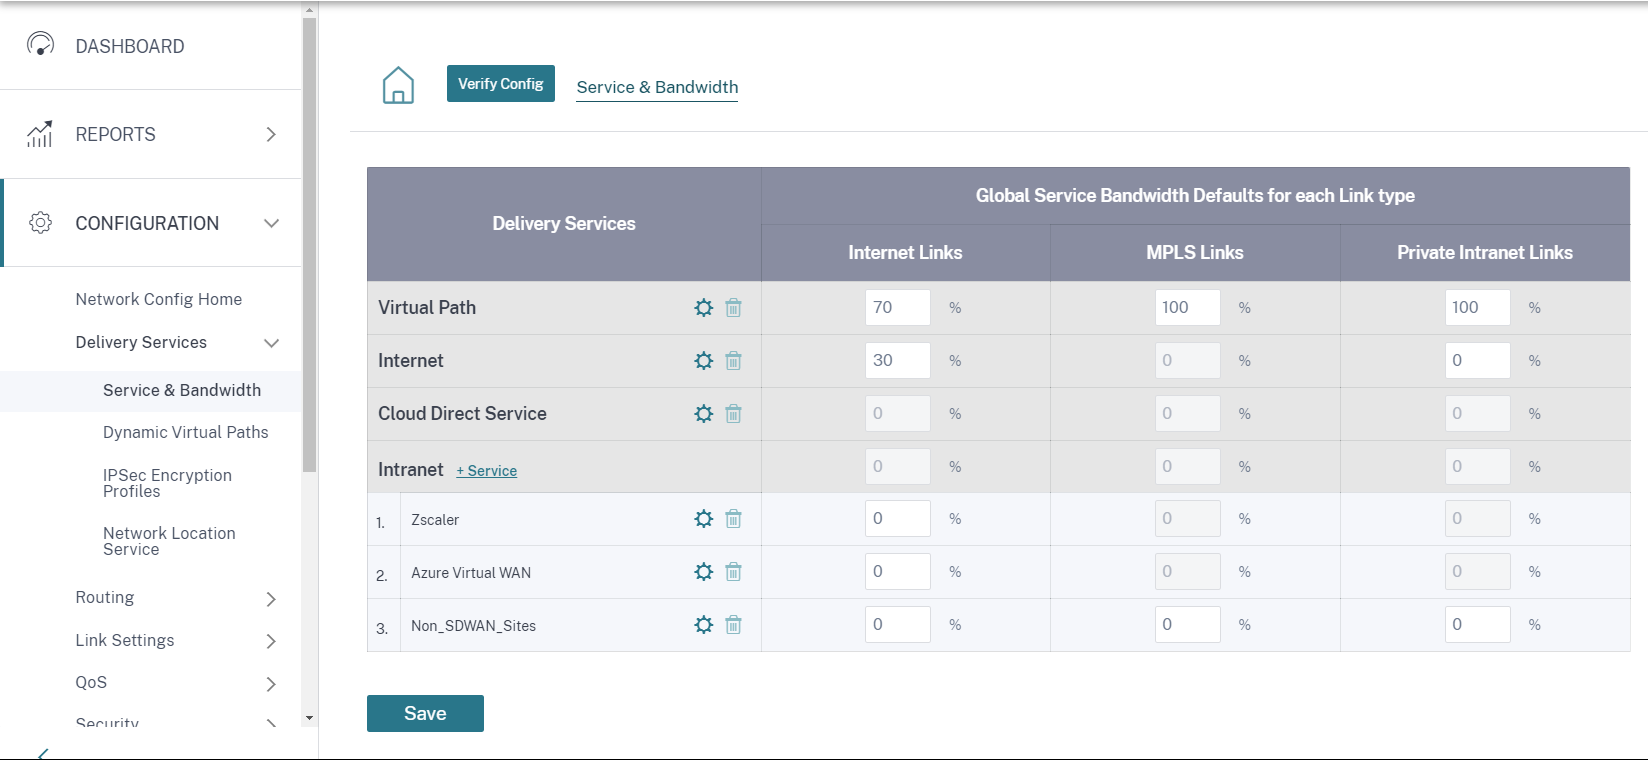 DASHBOARD
REPORTS
CONFIGURATION
Network Config Home
Delivery Services
Service & Bandwidth
Dynamic Virtual Paths
IPSec Encryption
Profiles
Network Location
Service
Routing
Link Settings
QoS
Security
Verify Config Service & Bandwidth
Delivery Services
Global Service Bandwidth Defaults for each Link type
Internet Links MPLS Links Private Intranet Links
Virtual Path 70 % 100 % 100 %
Internet 30 % 0 % 0 %
Cloud Direct Service 0 % 0 % 0 %
Intranet + Service 0 % 0 % 0 %
1. Zscaler 0 % 0 % 0 %
2. Azure Virtual WAN 0 % 0 % 0 %
3. Non_SDWAN_Sites 0 % 0 % 0 %
Save